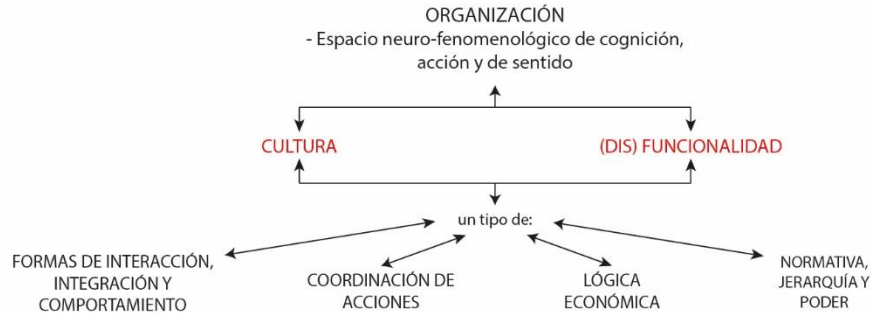 ORGANIZACIÓN
- Espacio neuro-fenomenológico de cognición,
acción y de sentido
CULTURA
(DIS) FUNCIONALIDAD
un tipo de:
FORMAS DE INTERACCIÓN,
INTEGRACIÓN Y
COMPORTAMIENTO
COORDINACIÓN DE
ACCIONES
LÓGICA
ECONÓMICA
NORMATIVA,
JERARQUÍA Y
PODER